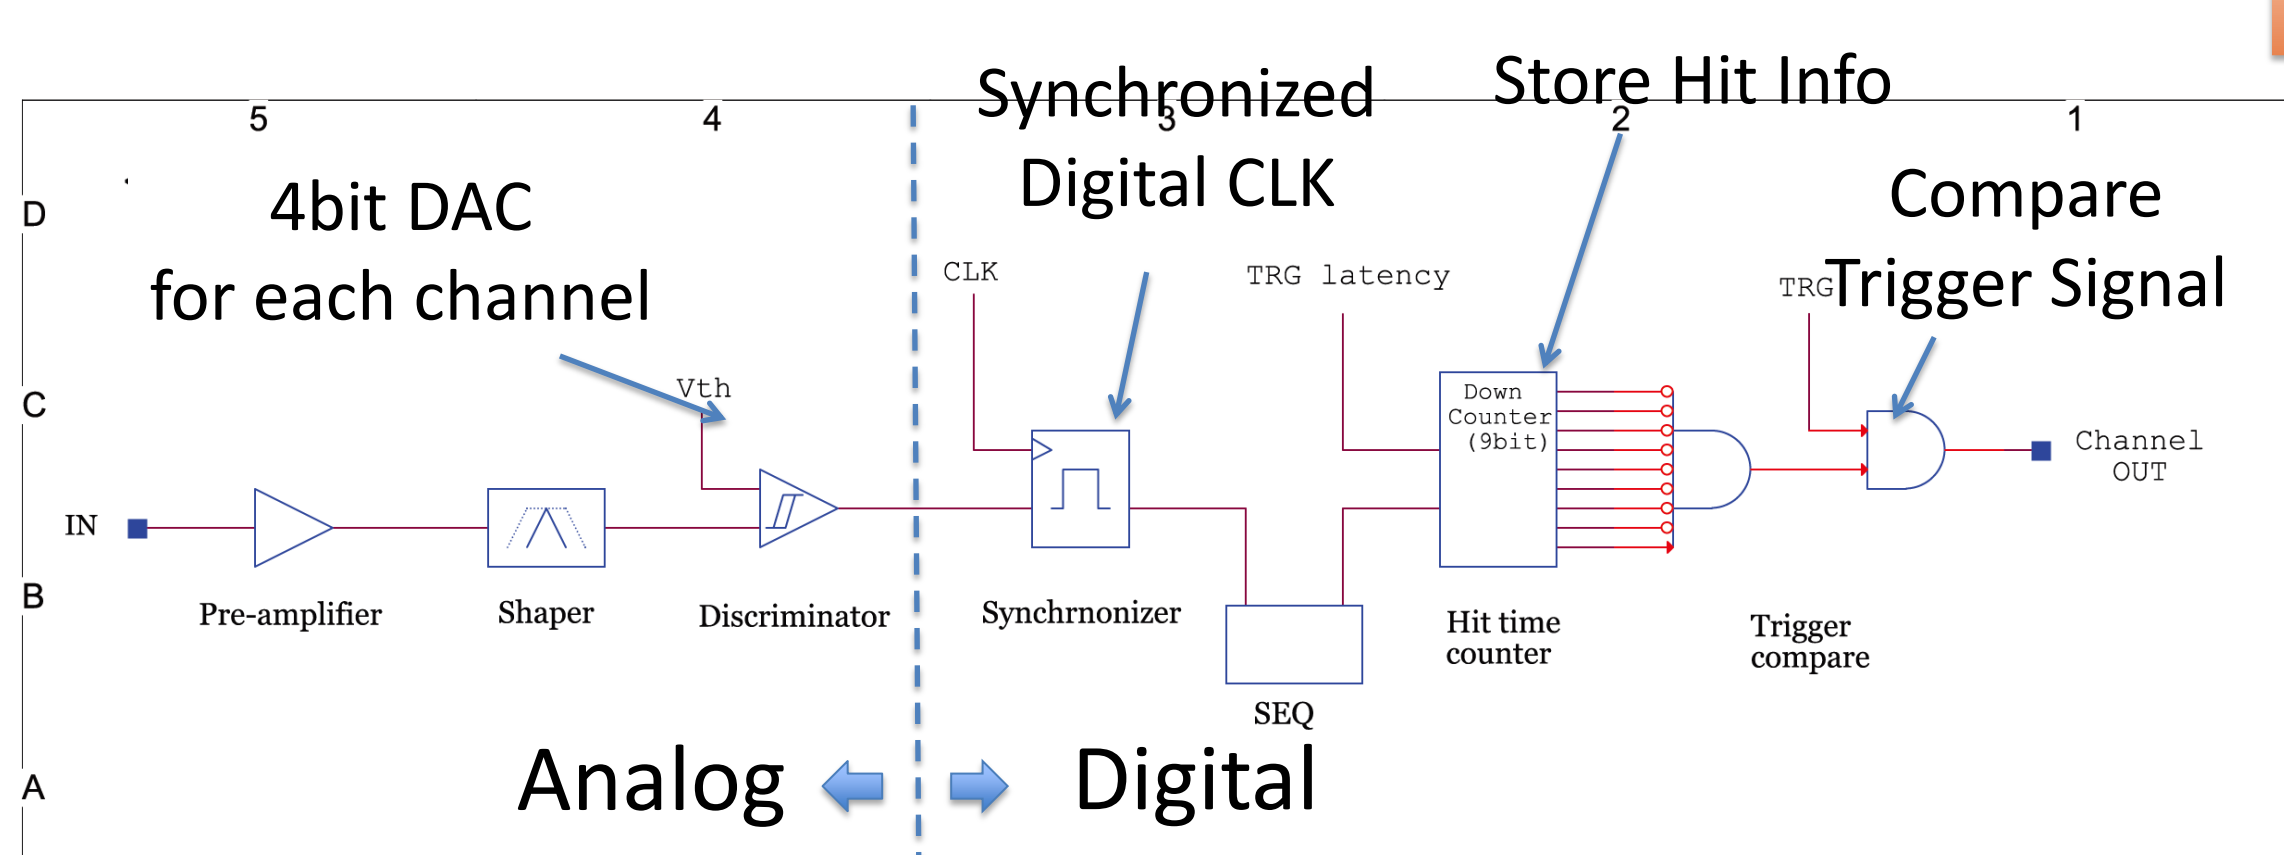 Synchronized
Digital CLK
Store Hit Info
5
4
3
2
1
4bit DAC
for each channel
Compare
Trigger Signal
D
C
B
A
CLK
TRG latency
TRG
Vth
Down
Counter
(9bit)
Channel
OUT
IN
Pre-amplifier
Shaper
Discriminator
Synchrnonizer
SEQ
Hit time
counter
Trigger
compare
Analog
Digital